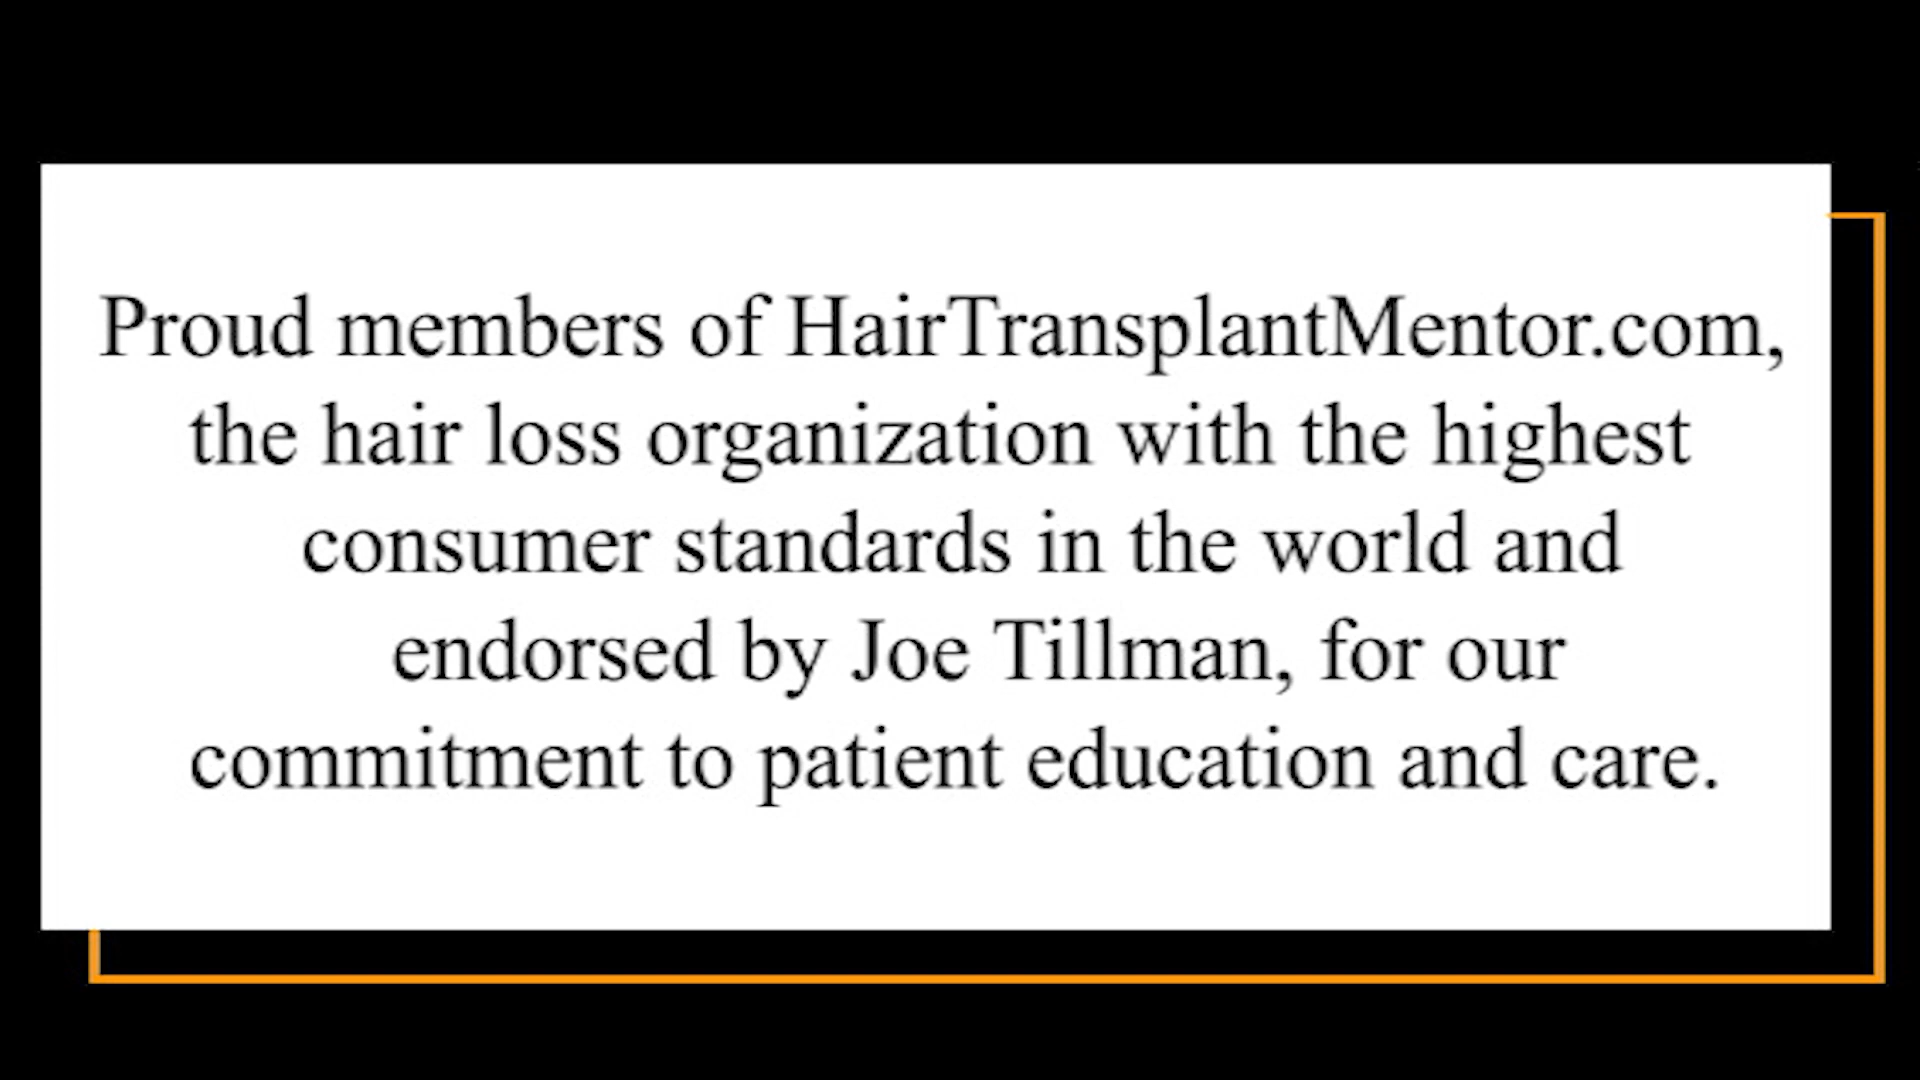 Proud members of HairTransplantMentor.com,
the hair loss organization with the highest
consumer standards in the world and
endorsed by Joe Tillman, for our
commitment to patient education and care.